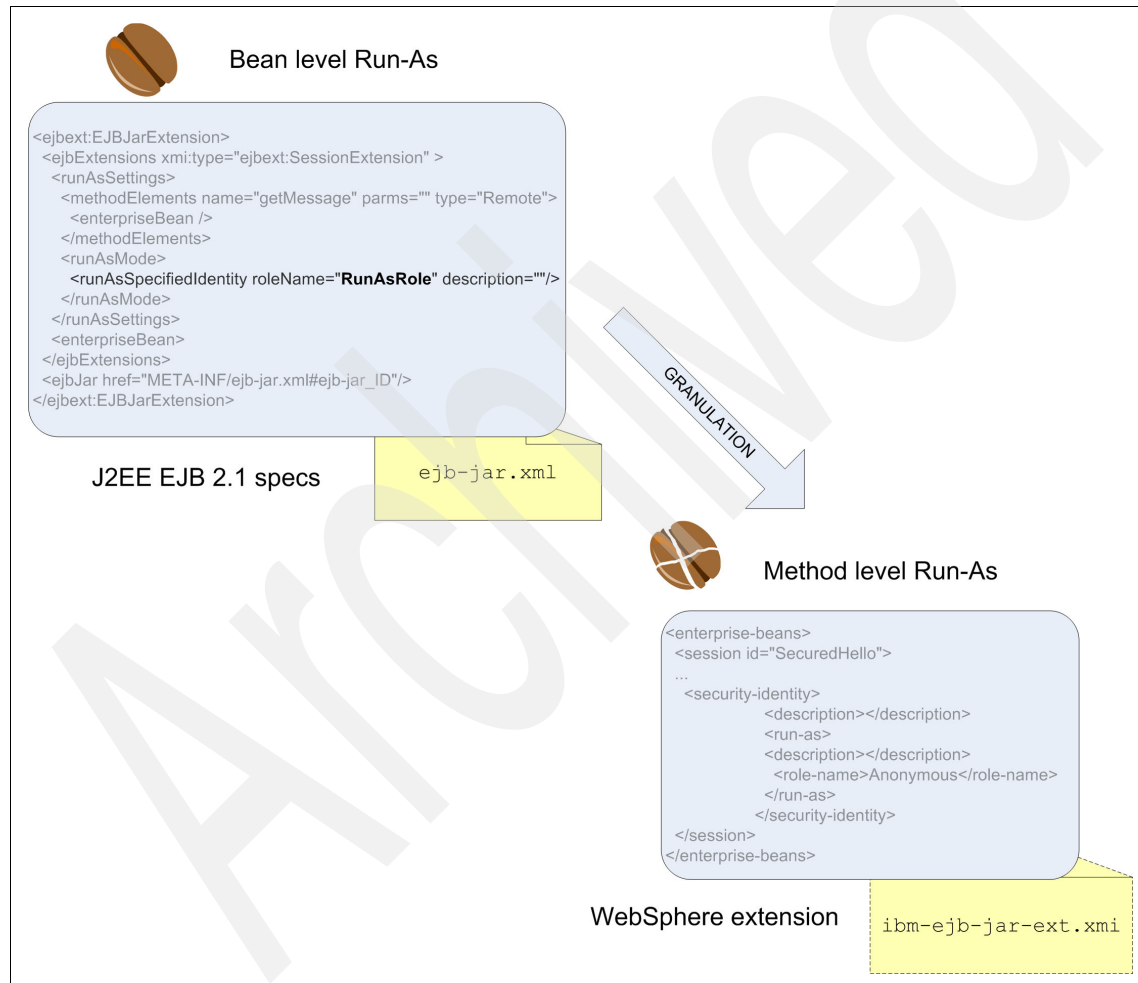 Bean level Run-As
<ejbext:EJBJarExtension>
<ejbExtensions xmi:type="ejbext:SessionExtension" >
<runAsSettings>
<methodElements name="getMessage" parms="" type="Remote">
<enterpriseBean />
</methodElements>
<runAsMode>
<runAsSpecifiedIdentity roleName="RunAsRole" description=""/>
</runAsMode>
</runAsSettings>
<enterpriseBean>
</ejbExtensions>
<ejbJar href="META-INF/ejb-jar.xml#ejb-jar_ID"/>
</ejbext:EJBJarExtension>
J2EE EJB 2.1 specs
ejb-jar.xml
GRANULATION
Method level Run-As
<enterprise-beans>
<session id="SecuredHello">
...
<security-identity>
<description></description>
<run-as>
<description></description>
<role-name>Anonymous</role-name>
</run-as>
</security-identity>
</session>
</enterprise-beans>
WebSphere extension
ibm-ejb-jar-ext.xmi
Archived